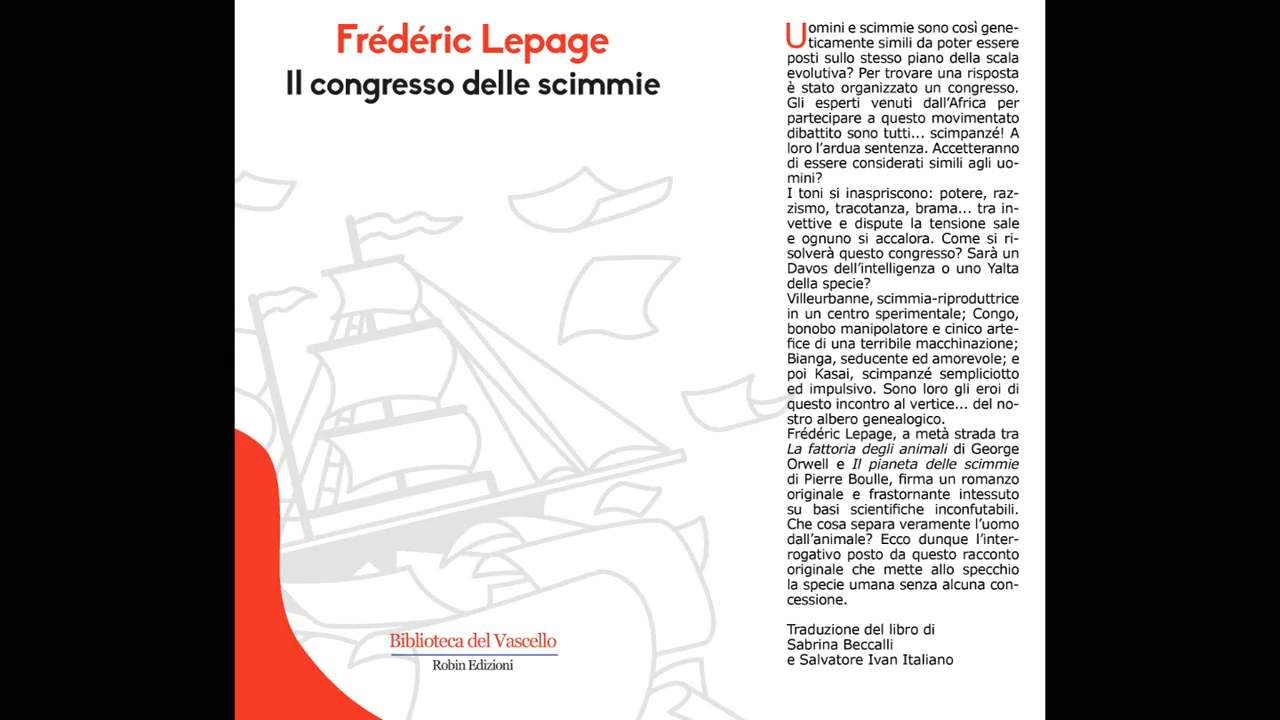 Frédéric Lepage
Il congresso delle scimmie
Biblioteca del Vascello
Robin Edizioni
Uomini e scimmie sono così gene-
ticamente simili da poter essere
posti sullo stesso piano della scala
evolutiva? Per trovare una risposta
è stato organizzato un congresso.
Gli esperti venuti dall’Africa per
partecipare a questo movimentato
dibattito sono tutti... scimpanzé! A
loro l’ardua sentenza. Accetteranno
di essere considerati simili agli uo-
mini?
I toni si inaspriscono: potere, raz-
zismo, tracotanza, brama... tra in-
vettive e dispute la tensione sale
e ognuno si accalora. Come si ri-
solverà questo congresso? Sarà un
Davos dell’intelligenza o uno Yalta
della specie?
Villeurbanne, scimmia-riproduttrice
in un centro sperimentale; Congo,
bonobo manipolatore e cinico arte-
fice di una terribile macchinazione;
Bianga, seducente ed amorevole; e
poi Kasai, scimpanzé sempliciotto
ed impulsivo. Sono loro gli eroi di
questo incontro al vertice... del no-
stro albero genealogico.
Frédéric Lepage, a metà strada tra
La fattoria degli animali di George
Orwell e Il pianeta delle scimmie
di Pierre Boulle, firma un romanzo
originale e frastornante intessuto
su basi scientifiche inconfutabili.
Che cosa separa veramente l’uomo
dall’animale? Ecco dunque l’inter-
rogativo posto da questo racconto
originale che mette allo specchio
la specie umana senza alcuna con-
cessione.
Traduzione del libro di
Sabrina Beccalli
e Salvatore Ivan Italiano